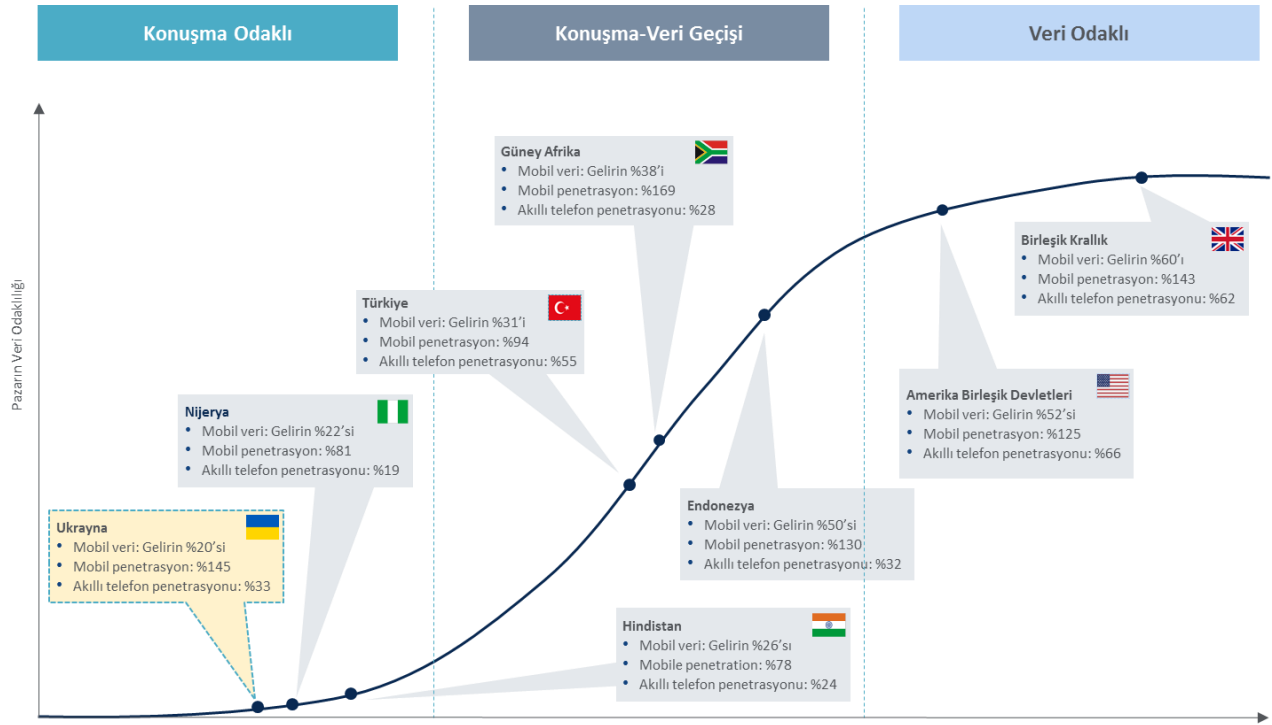 Konuşma Odaklı
Konuşma-Veri Geçişi
Veri Odaklı
Pazarın Veri Odaklılığı
Güney Afrika
• Mobil veri: Gelirin %38’i
• Mobil penetrasyon: %169
• Akıllı telefon penetrasyonu: %28
Birleşik Krallık
• Mobil veri: Gelirin %60’ı
• Mobil penetrasyon: %143
• Akıllı telefon penetrasyonu: %62
Türkiye
• Mobil veri: Gelirin %31’i
• Mobil penetrasyon: %94
• Akıllı telefon penetrasyonu: %55
Amerika Birleşik Devletleri
• Mobil veri: Gelirin %52’si
• Mobil penetrasyon: %125
• Akıllı telefon penetrasyonu: %66
Nijerya
• Mobil veri: Gelirin %22’si
• Mobil penetrasyon: %81
• Akıllı telefon penetrasyonu: %19
Endonezya
• Mobil veri: Gelirin %50’si
• Mobil penetrasyon: %130
• Akıllı telefon penetrasyonu: %32
Ukrayna
• Mobil veri: Gelirin %20’si
• Mobil penetrasyon: %145
• Akıllı telefon penetrasyonu: %33
Hindistan
• Mobil veri: Gelirin %26’sı
• Mobile penetration: %78
• Akıllı telefon penetrasyonu: %24